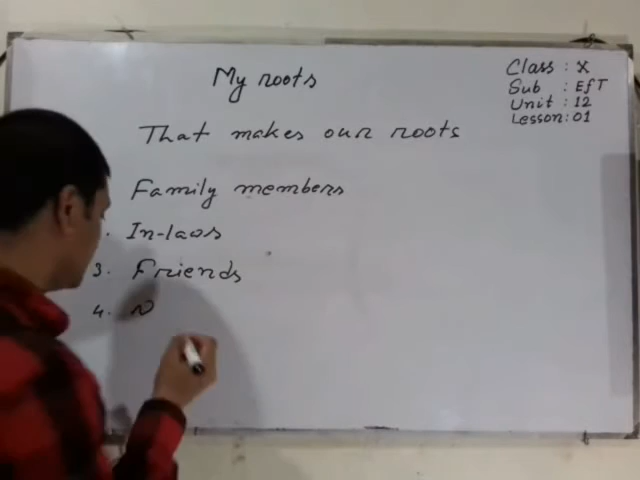 My roots
Class : X
Sub : EfT
Unit : 12
Lesson : 01
That makes our roots
Family members
. In-laws
3. Friends
4. N